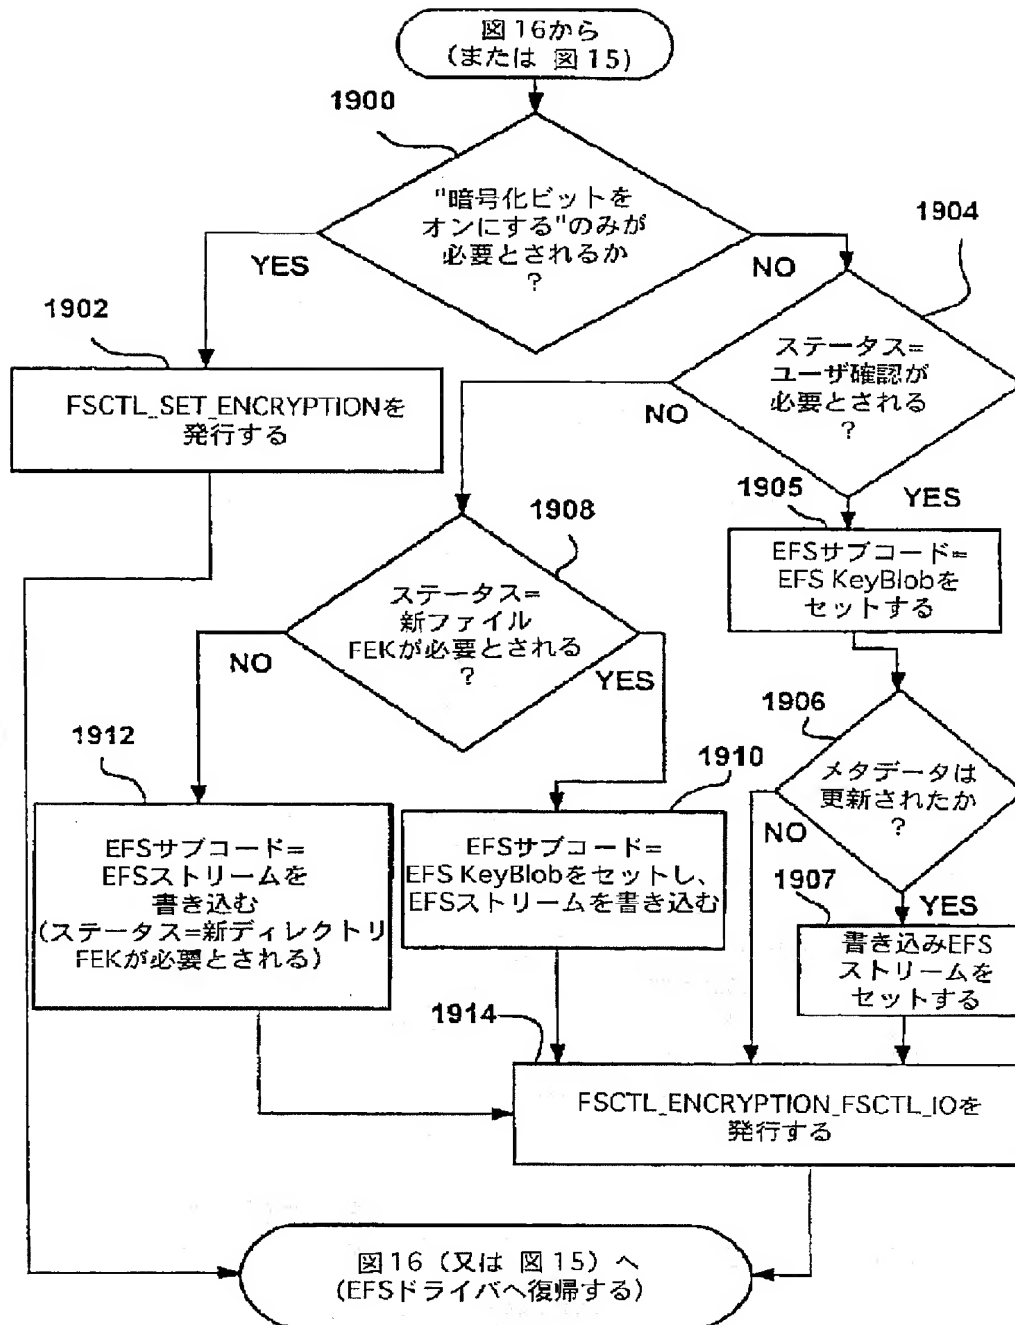 図16から
(または 図15)
1900
"暗号化ビットを
オンにする"のみが
必要とされるか
?
YES
NO
1904
1902
FSCTL_SET_ENCRYPTIONを
発行する
ステータス=
ユーザ確認が
必要とされる
?
NO
YES
1905
EFSサブコード=
EFS KeyBlobを
セットする
1908
ステータス=
新ファイル
FEKが必要とされる
?
NO
YES
1906
メタデータは
更新されたか
?
NO
YES
1912
EFSサブコード=
EFSストリームを
書き込む
(ステータス=新ディレクトリ
FEKが必要とされる)
1910
EFSサブコード=
EFS KeyBlobをセットし、
EFSストリームを書き込む
1907
書き込みEFS
ストリームを
セットする
1914
FSCTL_ENCRYPTION_FSCTL_IOを
発行する
図16(又は 図15)へ
(EFSドライバへ復帰する)